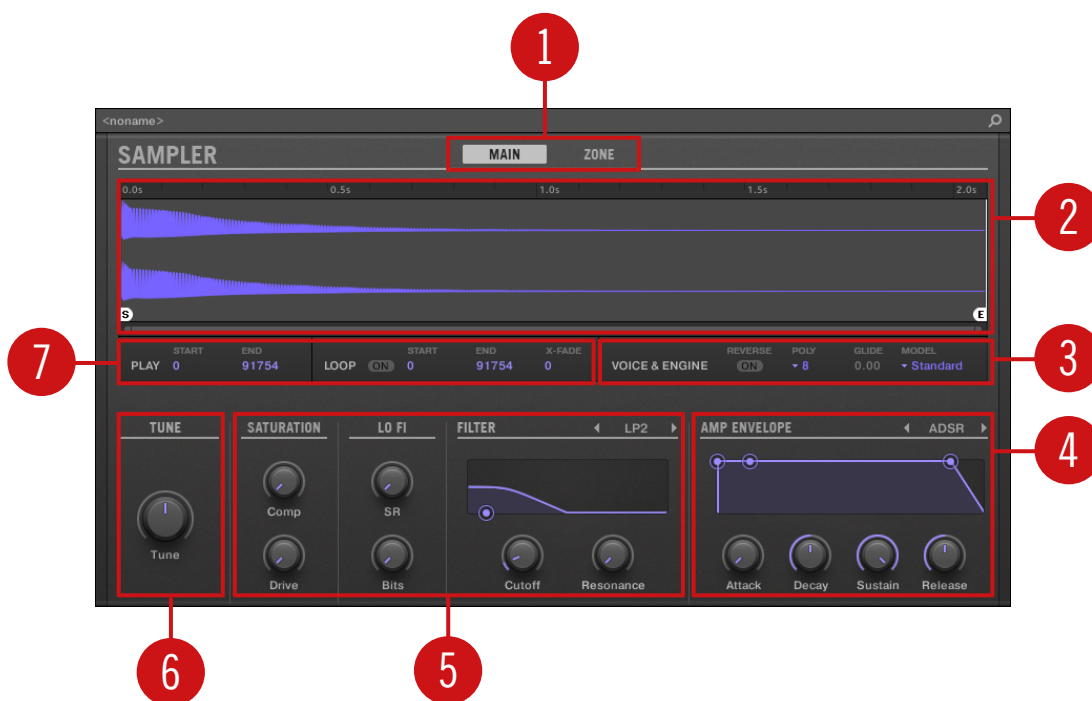 1
<noname>
SAMPLER
MAIN ZONE
0.0s 0.5s 1.0s 1.5s 2.0s
2
S E
7
PLAY START 0 END 91754 LOOP ON START 0 END 91754 X-FADE 0 VOICE & ENGINE REVERSE ON POLY 8 GLIDE 0.00 MODEL Standard
3
TUNE SATURATION LO FI FILTER LP2 AMP ENVELOPE ADSR
4
Comp SR
Tune
Drive Bits Cutoff Resonance Attack Decay Sustain Release
6 5